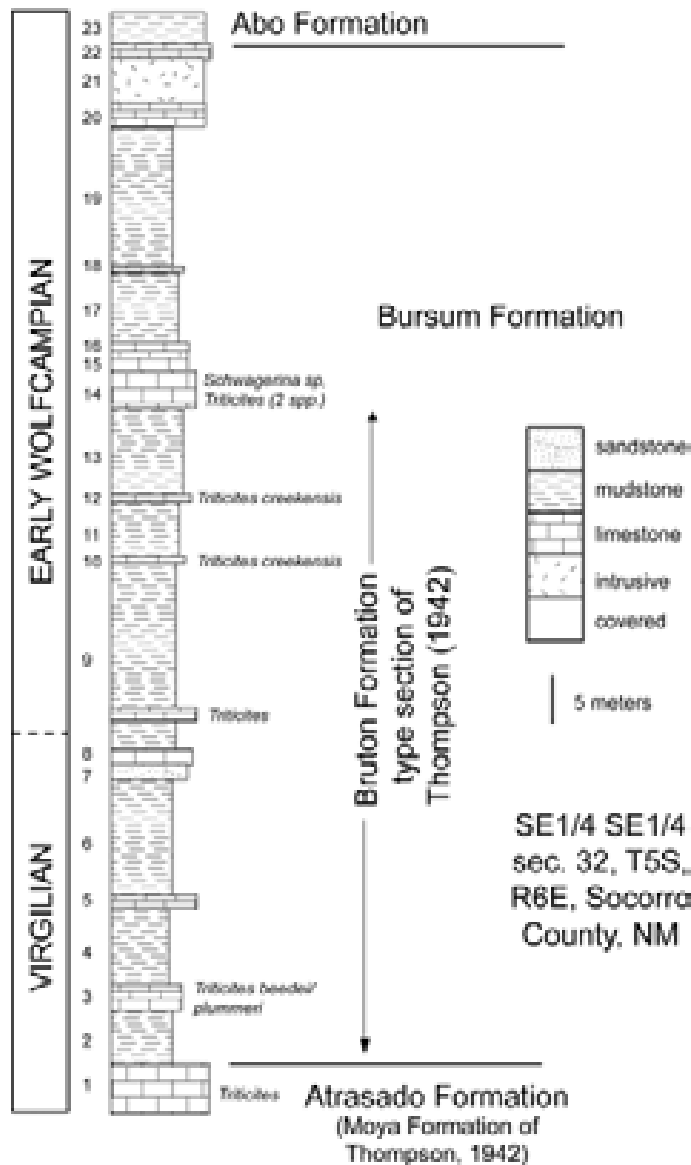 23
Abo Formation
22
21
20
19
18
17
Bursum Formation
16
15
Schwagerina sp,
Triticites (2 spp.)
14
13
12
Triticites creekensis
11
10
Triticites creekensis
9
Triticites
8
7
6
5
4
Triticites beedei/
plummeri
3
2
1
Triticites
EARLY WOLFCAMPIAN
VIRGILIAN
Bruton Formation
type section of
Thompson (1942)
sandstone
mudstone
limestone
intrusive
covered
5 meters
SE1/4 SE1/4
sec. 32, T5S,
R6E, Socorro
County, NM
Atrasado Formation
(Moya Formation of
Thompson, 1942)